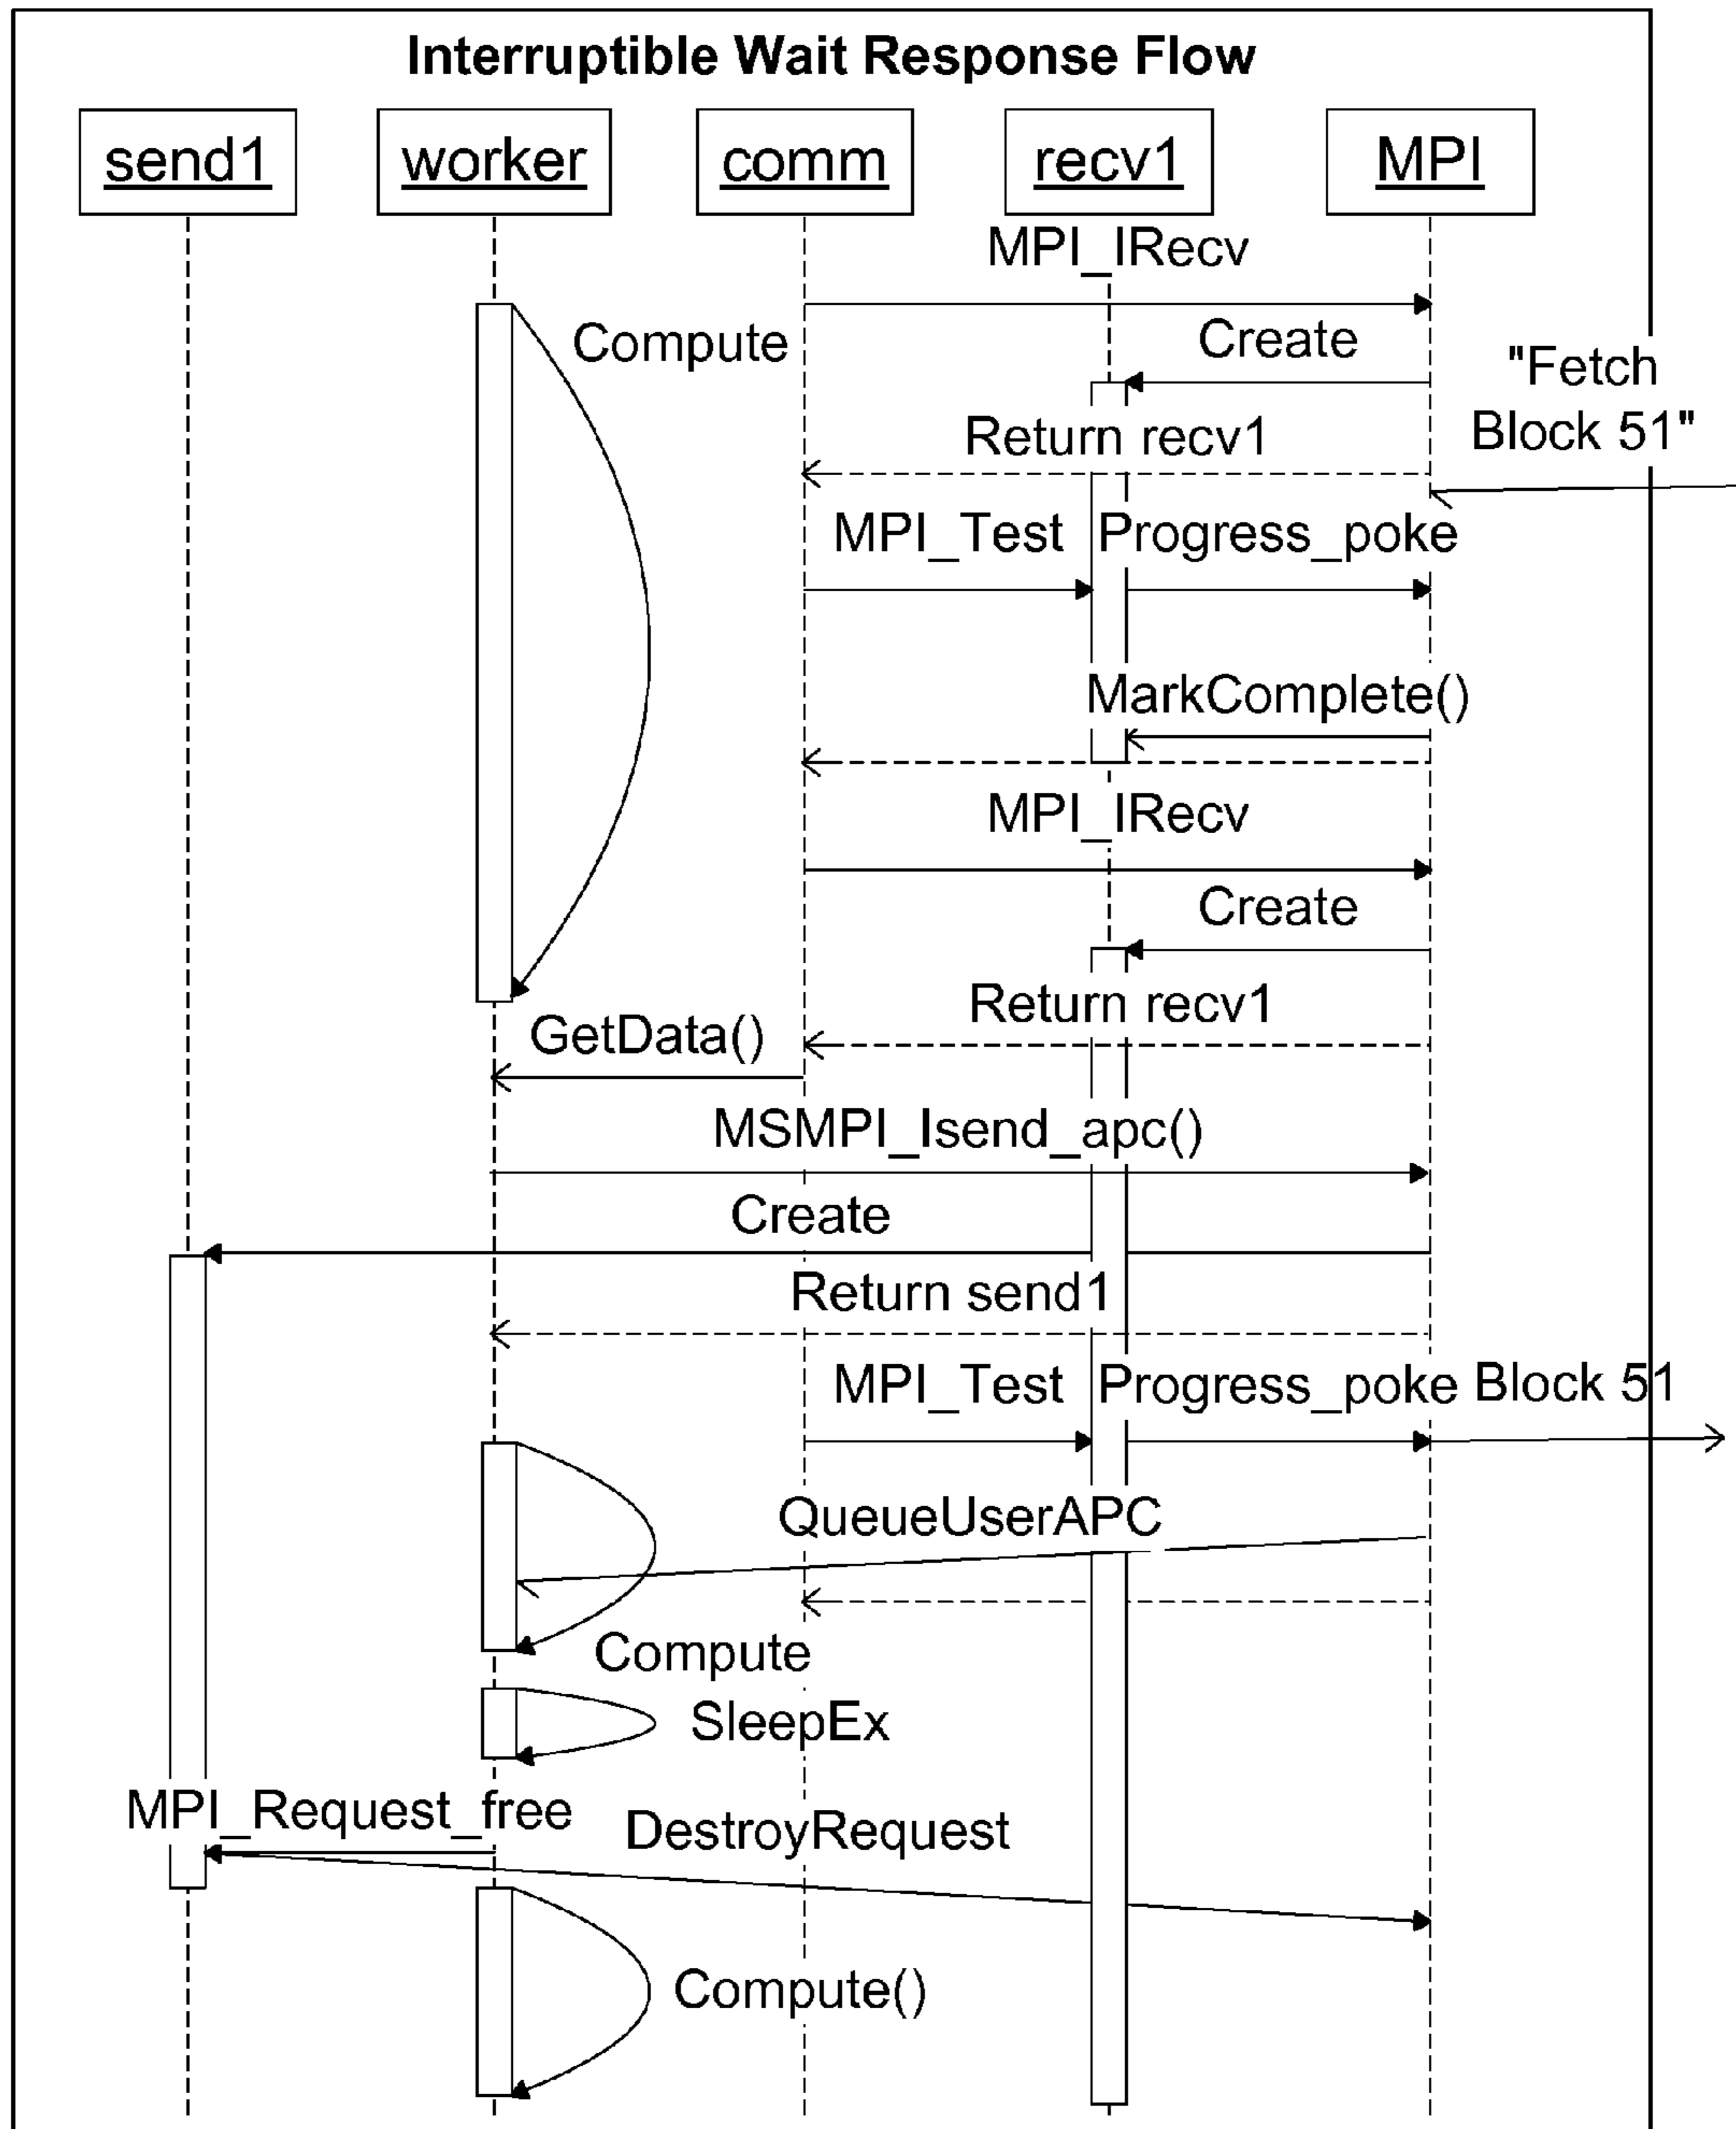 Interruptible Wait Response Flow
send1 worker comm recv1 MPI
MPI_IRecv
Compute
Create
"Fetch
Block 51"
Return recv1
MPI_Test Progress_poke
MarkComplete()
MPI_IRecv
Create
Return recv1
GetData()
MSMPI_Isend_apc()
Create
Return send1
MPI_Test Progress_poke Block 51
QueueUserAPC
Compute
SleepEx
MPI_Request_free
DestroyRequest
Compute()